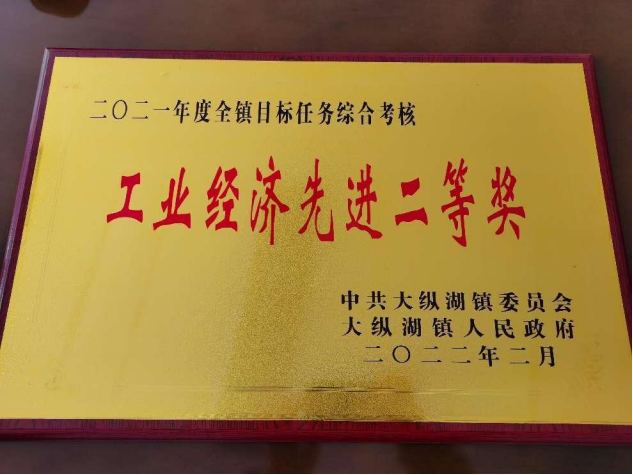 二〇二一年度全镇目标任务综合考核
工业经济先进二等奖
中共大纵湖镇委员会
大纵湖镇人民政府
二〇二二年二月